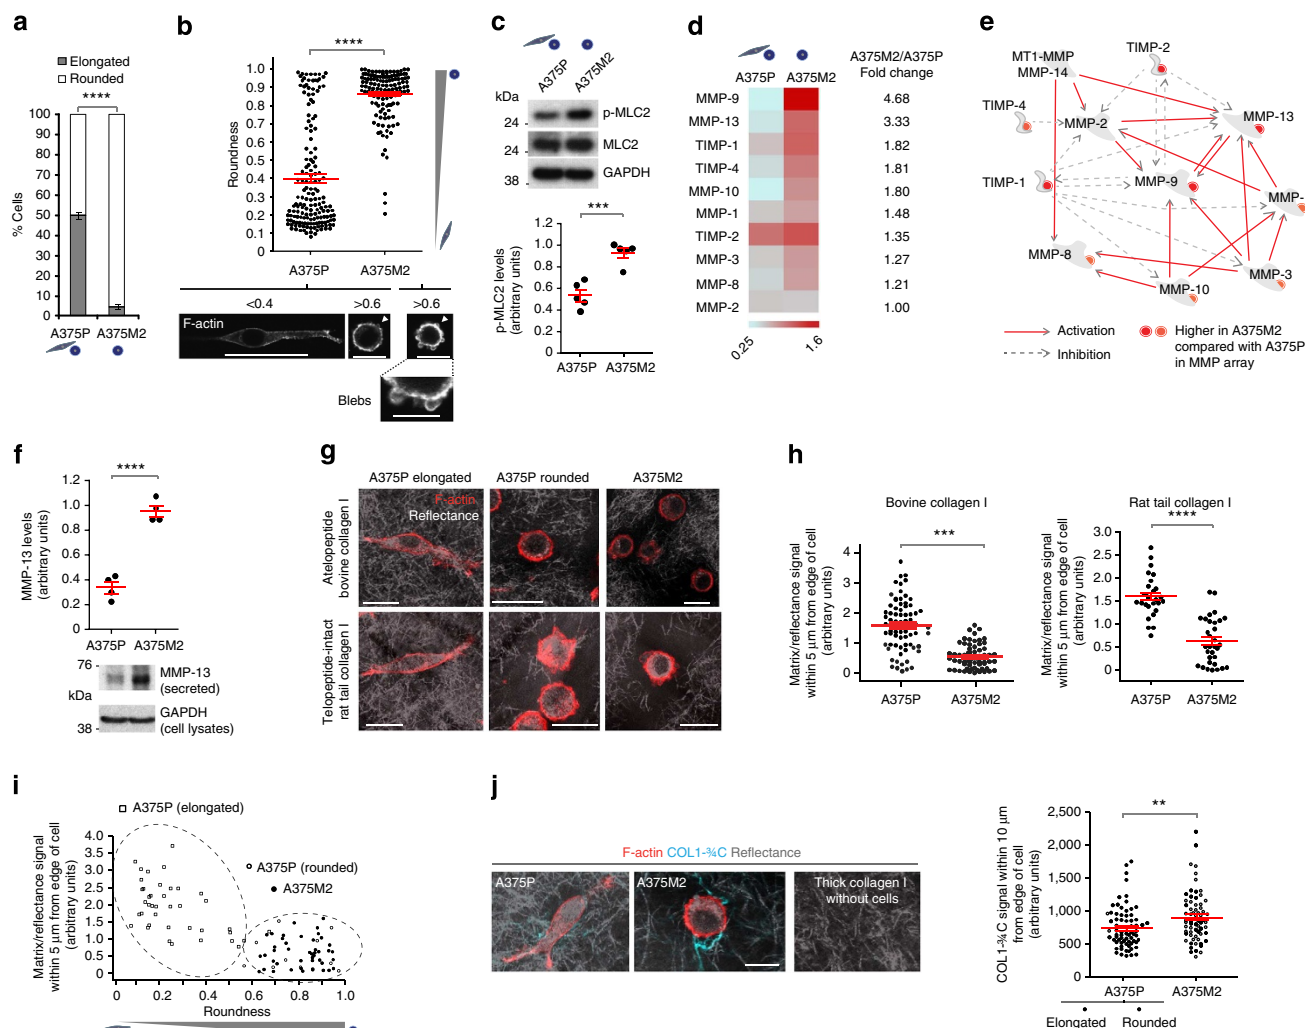 a
Elongated
Rounded
****
% Cells
100
90
80
70
60
50
40
30
20
10
0
A375P
A375M2
b
****
Roundness
1.0
0.9
0.8
0.7
0.6
0.5
0.4
0.3
0.2
0.1
0
A375P
A375M2
<0.4
>0.6
>0.6
F-actin
Blebs
c
A375P
A375M2
kDa
24
p-MLC2
24
MLC2
38
GAPDH
***
p-MLC2 levels
(arbitrary units)
1.2
1.0
0.8
0.6
0.4
0.2
0
A375P
A375M2
d
A375P
A375M2
A375M2/A375P
Fold change
MMP-9 4.68
MMP-13 3.33
TIMP-1 1.82
TIMP-4 1.81
MMP-10 1.80
MMP-1 1.48
TIMP-2 1.35
MMP-3 1.27
MMP-8 1.21
MMP-2 1.00
0.25
1.6
e
TIMP-2
MT1-MMP
MMP-14
TIMP-4
MMP-2
MMP-13
TIMP-1
MMP-9
MMP-
MMP-8
MMP-3
MMP-10
Activation
Inhibition
Higher in A375M2
compared with A375P
in MMP array
f
****
MMP-13 levels
(arbitrary units)
1.2
1.0
0.8
0.6
0.4
0.2
0
A375P
A375M2
76
kDa
MMP-13
(secreted)
38
GAPDH
(cell lysates)
g
A375P elongated
A375P rounded
A375M2
F-actin
Reflectance
Atelopeptide
bovine collagen I
Telopeptide-intact
rat tail collagen I
h
Bovine collagen I
***
Matrix/reflectance signal
within 5 µm from edge of cell
(arbitrary units)
4
3
2
1
0
A375P
A375M2
Rat tail collagen I
****
Matrix/reflectance signal
within 5 µm from edge of cell
(arbitrary units)
3.0
2.5
2.0
1.5
1.0
0.5
0
A375P
A375M2
i
A375P (elongated)
A375P (rounded)
A375M2
Matrix/reflectance signal
within 5 µm from edge of cell
(arbitrary units)
4.0
3.5
3.0
2.5
2.0
1.5
1.0
0.5
0
0
0.2
0.4
0.6
0.8
1.0
Roundness
j
F-actin COL1-¾C Reflectance
A375P
A375M2
Thick collagen I
without cells
**
COL1-¾C signal within 10 µm
from edge of cell
(arbitrary units)
2,500
2,000
1,500
1,000
500
0
A375P
A375M2
Elongated
Rounded